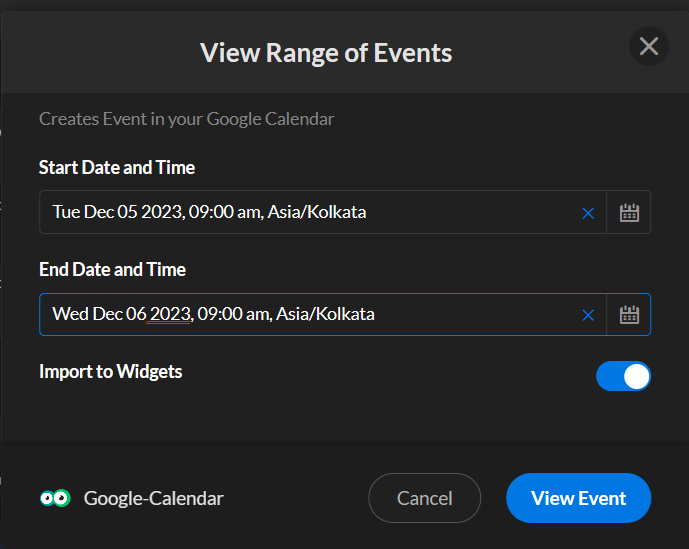 View Range of Events
Creates Event in your Google Calendar
Start Date and Time
Tue Dec 05 2023, 09:00 am, Asia/Kolkata
End Date and Time
Wed Dec 06 2023, 09:00 am, Asia/Kolkata
Import to Widgets
Google-Calendar
Cancel
View Event